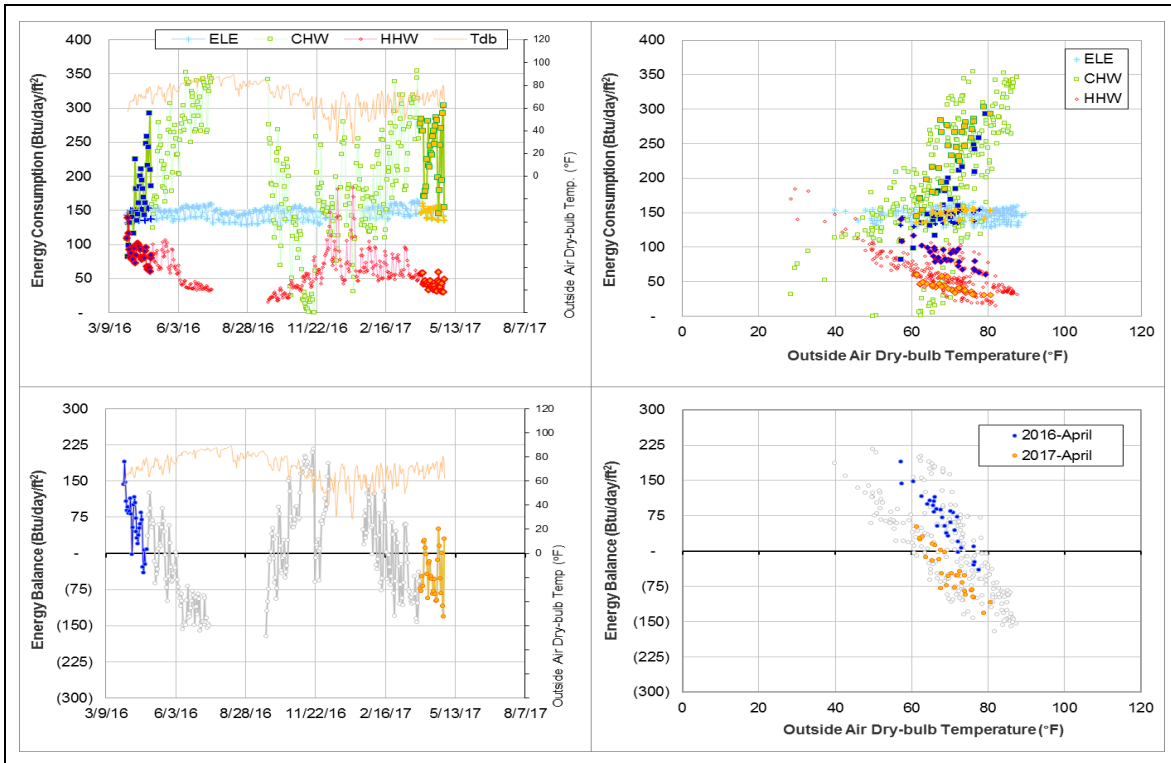 ELE CHW HHW Tdb
Energy Consumption (Btu/day/ft²)
400
350
300
250
200
150
100
50
-
120
100
80
60
40
20
0
Outside Air Dry-bulb Temp. (°F)
3/9/16 6/3/16 8/28/16 11/22/16 2/16/17 5/13/17 8/7/17
Energy Consumption (Btu/day/ft²)
400
350
300
250
200
150
100
50
-
ELE
CHW
HHW
0 20 40 60 80 100 120
Outside Air Dry-bulb Temperature (°F)
Energy Balance (Btu/day/ft²)
300
225
150
75
-
(75)
(150)
(225)
(300)
120
100
80
60
40
20
0
Outside Air Dry-bulb Temp (°F)
3/9/16 6/3/16 8/28/16 11/22/16 2/16/17 5/13/17 8/7/17
Energy Balance (Btu/day/ft²)
300
225
150
75
-
(75)
(150)
(225)
(300)
2016-April
2017-April
0 20 40 60 80 100 120
Outside Air Dry-bulb Temperature (°F)